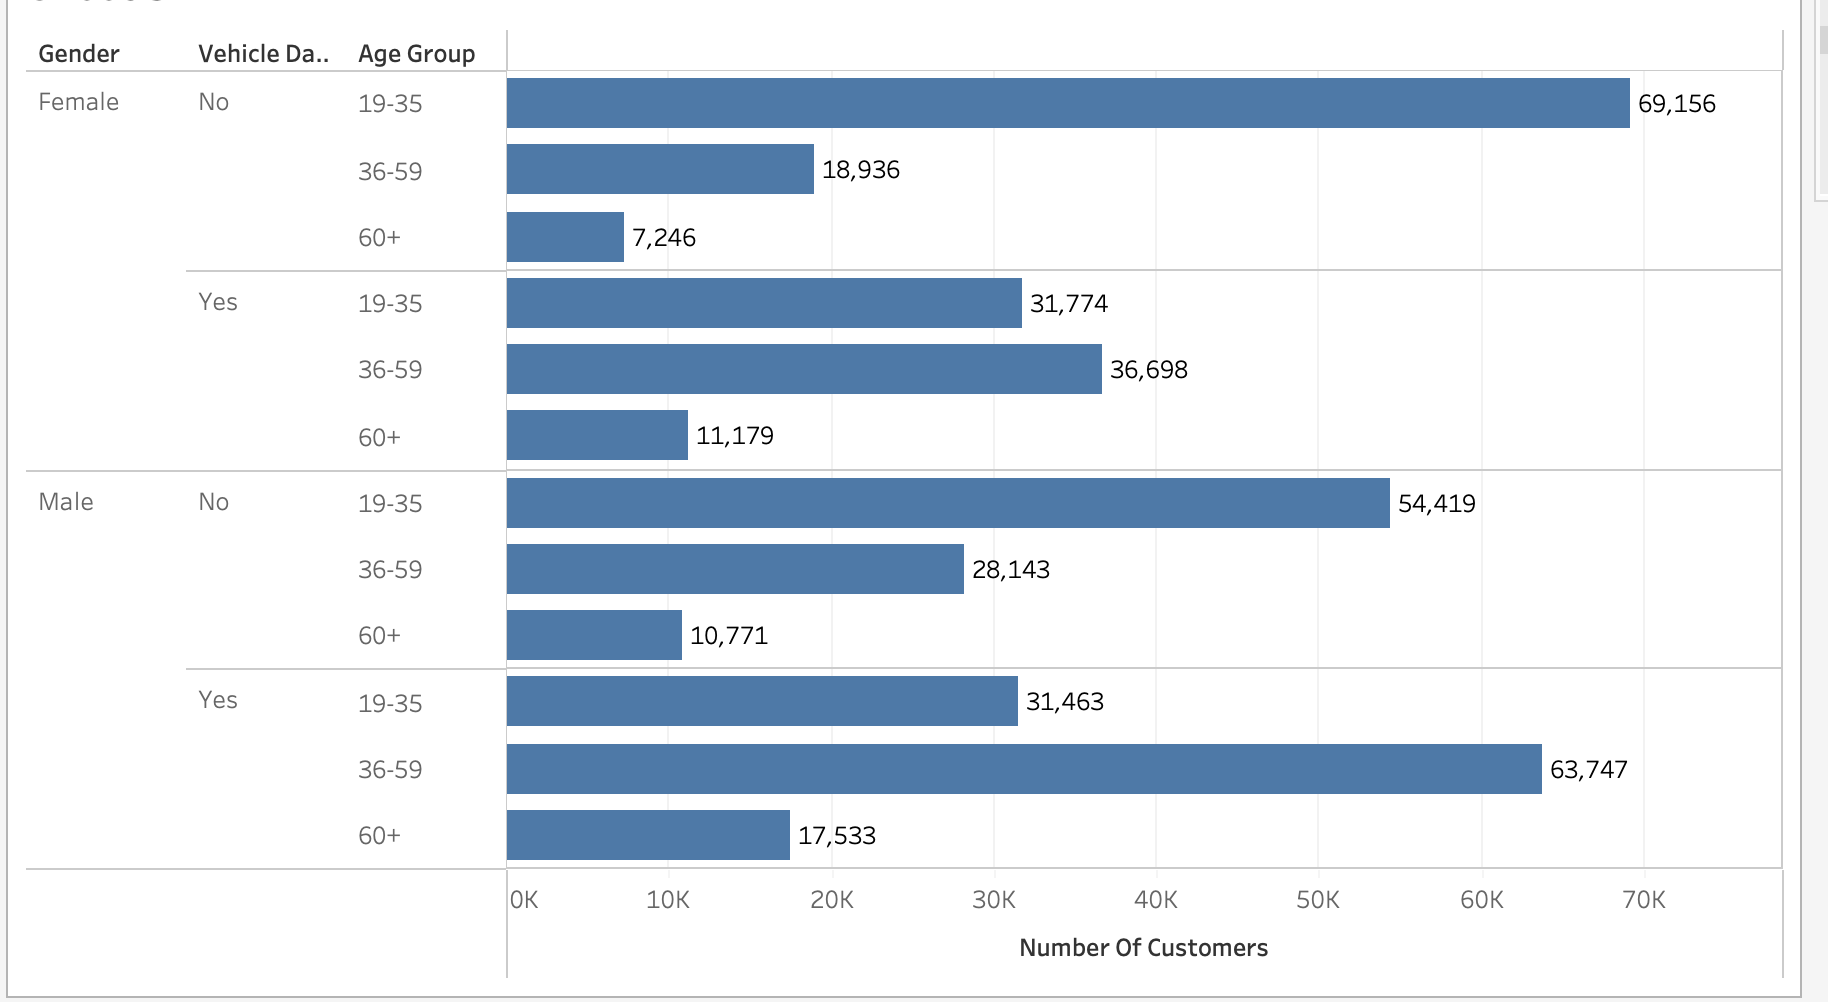 Gender Vehicle Da.. Age Group
Female No 19-35 69,156
36-59 18,936
60+ 7,246
Yes 19-35 31,774
36-59 36,698
60+ 11,179
Male No 19-35 54,419
36-59 28,143
60+ 10,771
Yes 19-35 31,463
36-59 63,747
60+ 17,533
0K 10K 20K 30K 40K 50K 60K 70K
Number Of Customers